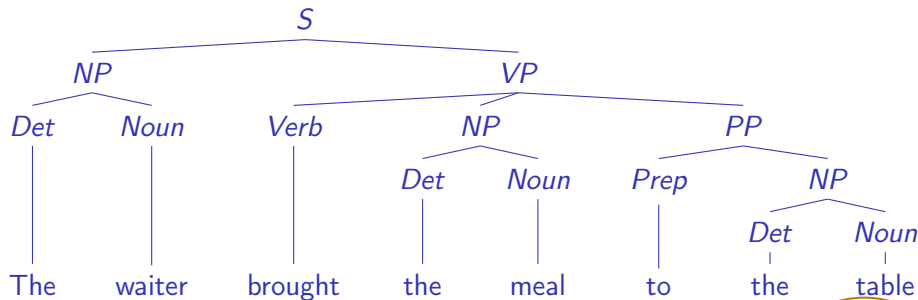 S
NP VP
Det Noun Verb NP PP
Det Noun Prep NP
Det Noun
The waiter brought the meal to the table